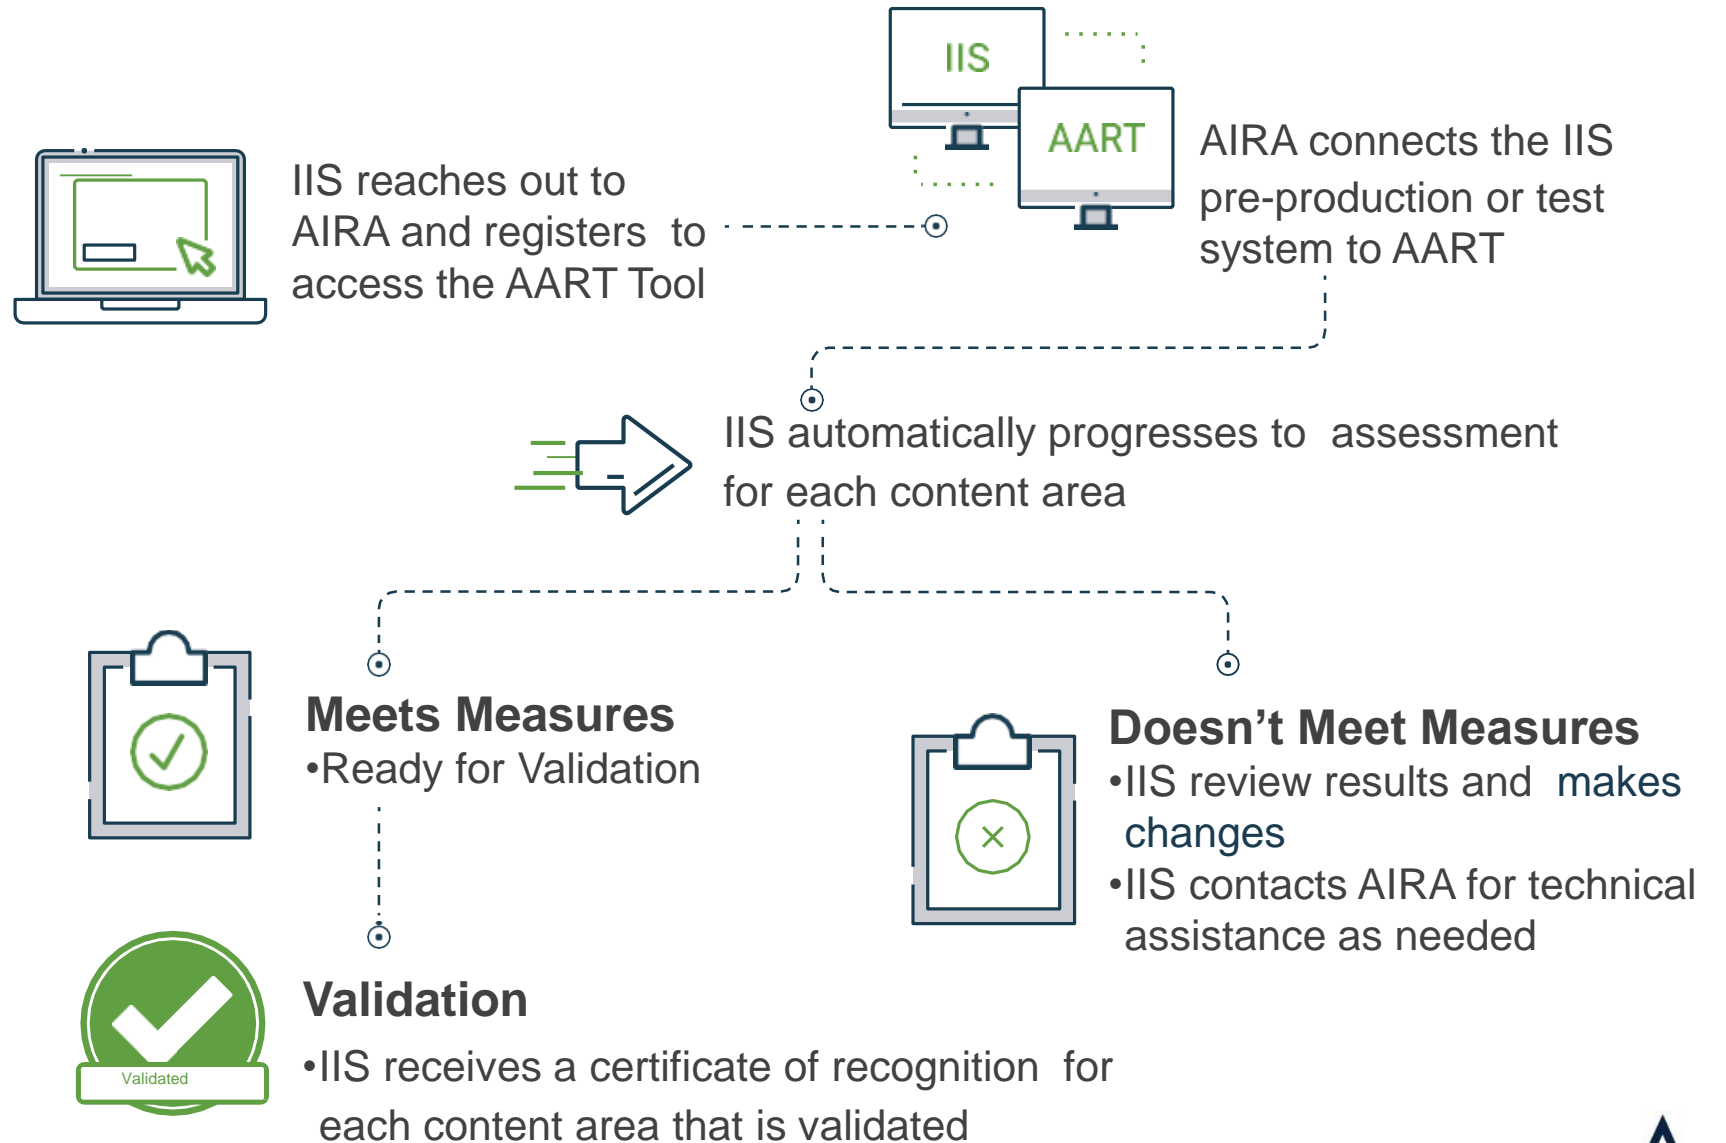 IIS
AART
IIS reaches out to
AIRA and registers to
access the AART Tool
AIRA connects the IIS
pre-production or test
system to AART
IIS automatically progresses to assessment
for each content area
Meets Measures
•Ready for Validation
Doesn't Meet Measures
•IIS review results and makes
changes
•IIS contacts AIRA for technical
assistance as needed
Validated
Validation
•IIS receives a certificate of recognition for
each content area that is validated